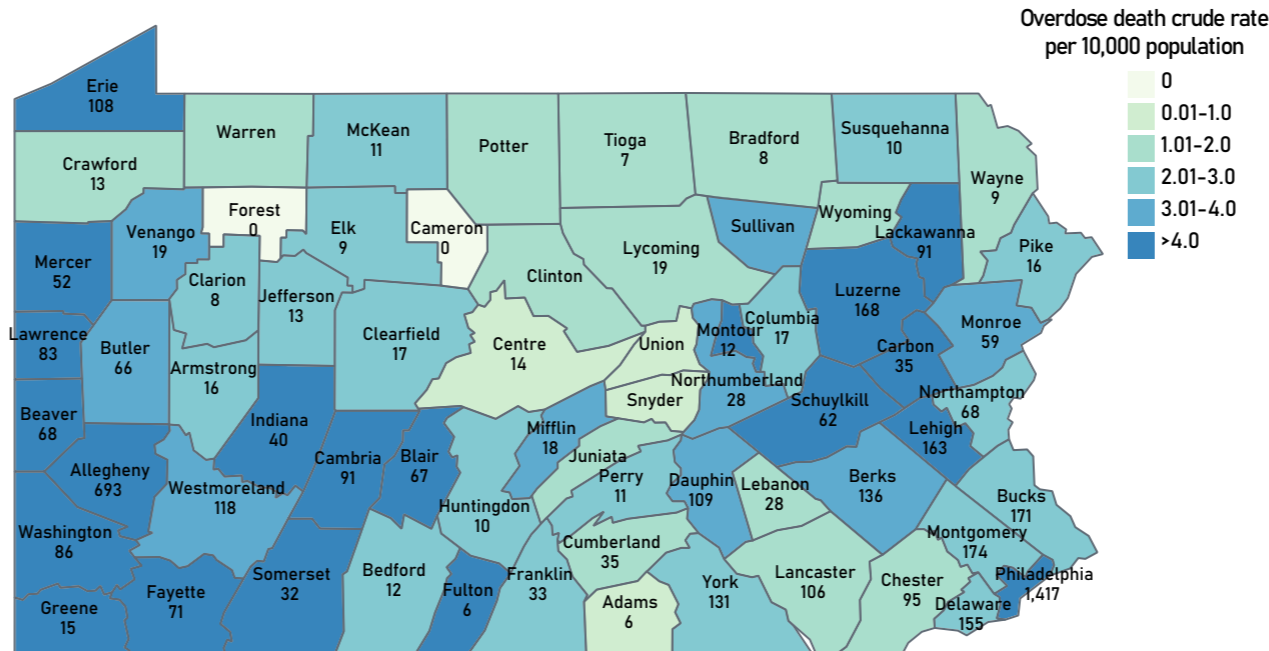 Overdose death crude rate
per 10,000 population
0
0.01–1.0
1.01–2.0
2.01–3.0
3.01–4.0
>4.0
Erie
108
Crawford
13
Warren
McKean
11
Potter
Tioga
7
Bradford
8
Susquehanna
10
Wayne
9
Mercer
52
Venango
19
Forest
0
Elk
9
Cameron
0
Clinton
Lycoming
19
Sullivan
Wyoming
Lackawanna
91
Pike
16
Clarion
8
Jefferson
13
Clearfield
17
Centre
14
Union
Montour
12
Columbia
17
Luzerne
168
Carbon
35
Monroe
59
Lawrence
83
Butler
66
Armstrong
16
Snyder
Northumberland
28
Schuylkill
62
Northampton
68
Lehigh
163
Beaver
68
Allegheny
693
Indiana
40
Cambria
91
Blair
67
Mifflin
18
Juniata
Perry
11
Dauphin
109
Lebanon
28
Berks
136
Bucks
171
Westmoreland
118
Huntingdon
10
Washington
86
Montgomery
174
Greene
15
Fayette
71
Somerset
32
Bedford
12
Fulton
6
Franklin
33
Cumberland
35
Adams
6
York
131
Lancaster
106
Chester
95
Delaware
155
Philadelphia
1,417